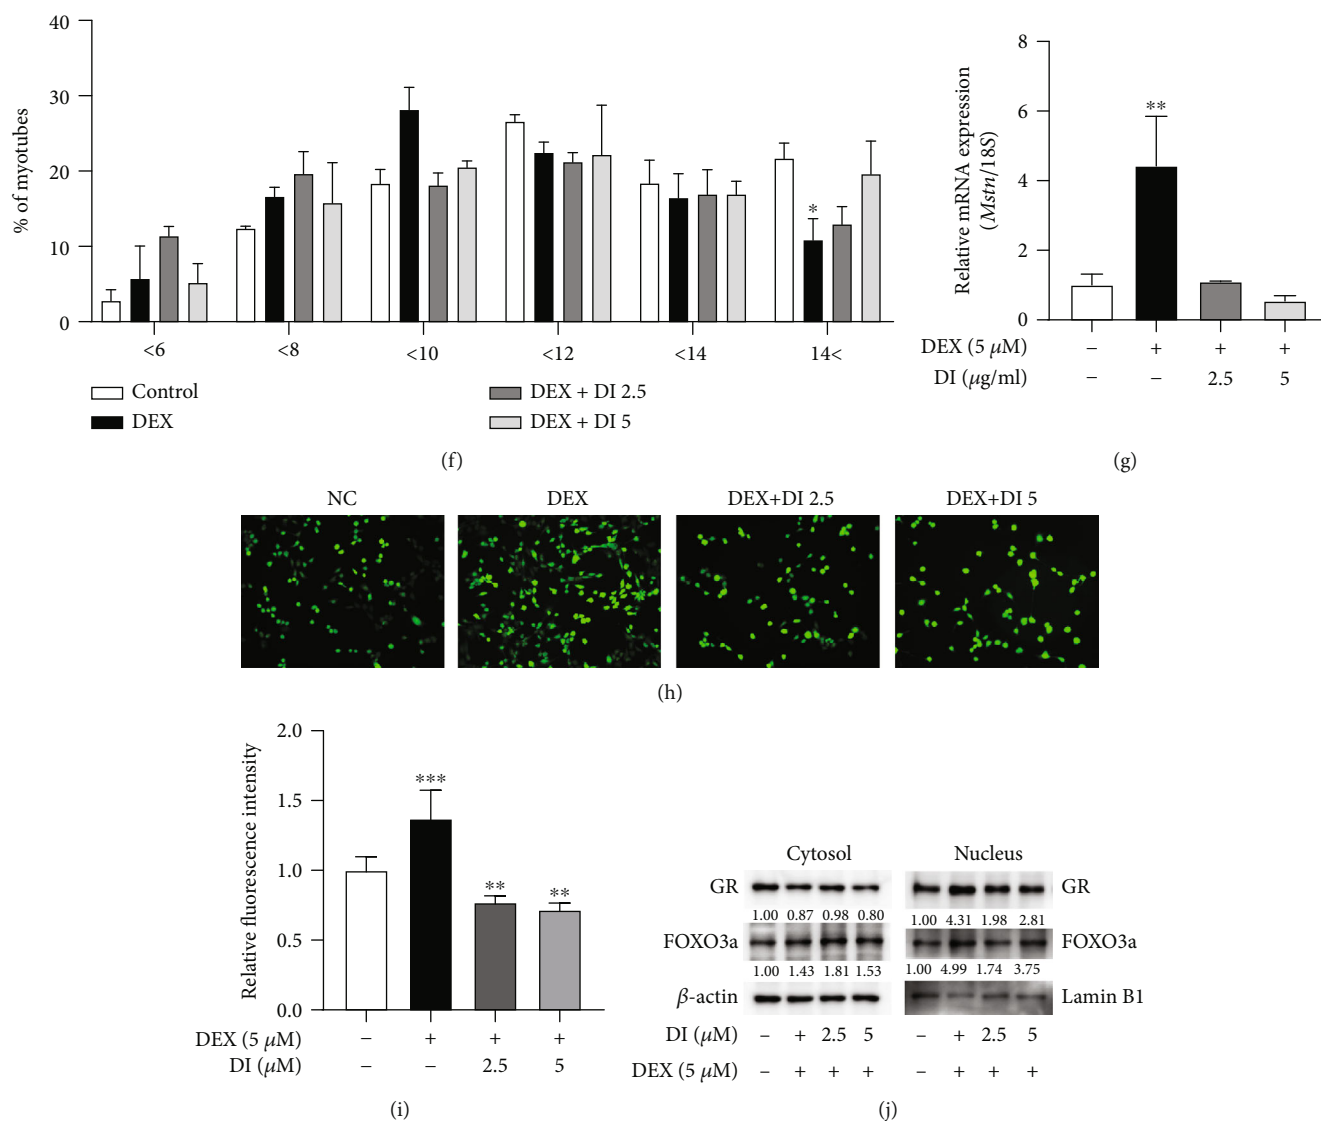 40
30
20
10
0
% of myotubes
<6 <8 <10 <12 <14 14<
*
Control
DEX
DEX + DI 2.5
DEX + DI 5
(f)
8
6
4
2
0
Relative mRNA expression
(Mstn/18S)
**
DEX (5 μM) – + + +
DI (μg/ml) – – 2.5 5
(g)
NC DEX DEX+DI 2.5 DEX+DI 5
(h)
2.0
1.5
1.0
0.5
0.0
Relative fluorescence intensity
*** ** **
DEX (5 μM) – + + +
DI (μM) – – 2.5 5
(i)
Cytosol Nucleus
GR GR
1.00 0.87 0.98 0.80 1.00 4.31 1.98 2.81
FOXO3a FOXO3a
1.00 1.43 1.81 1.53 1.00 4.99 1.74 3.75
β-actin Lamin B1
DI (μM) – + 2.5 5 – + 2.5 5
DEX (5 μM) – + + + – + + +
(j)